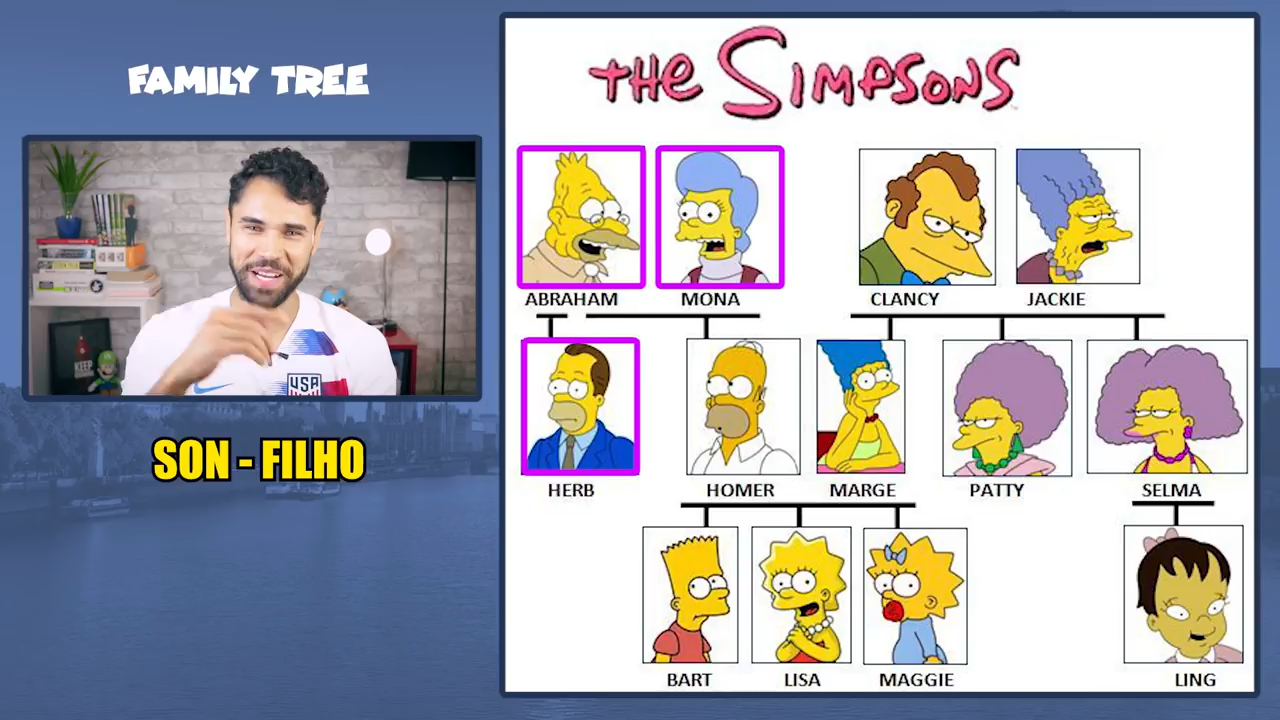 FAMILY TREE
SON - FILHO
KEEP
USA
THE SIMPSONS
ABRAHAM MONA CLANCY JACKIE
HERB HOMER MARGE PATTY SELMA
BART LISA MAGGIE LING